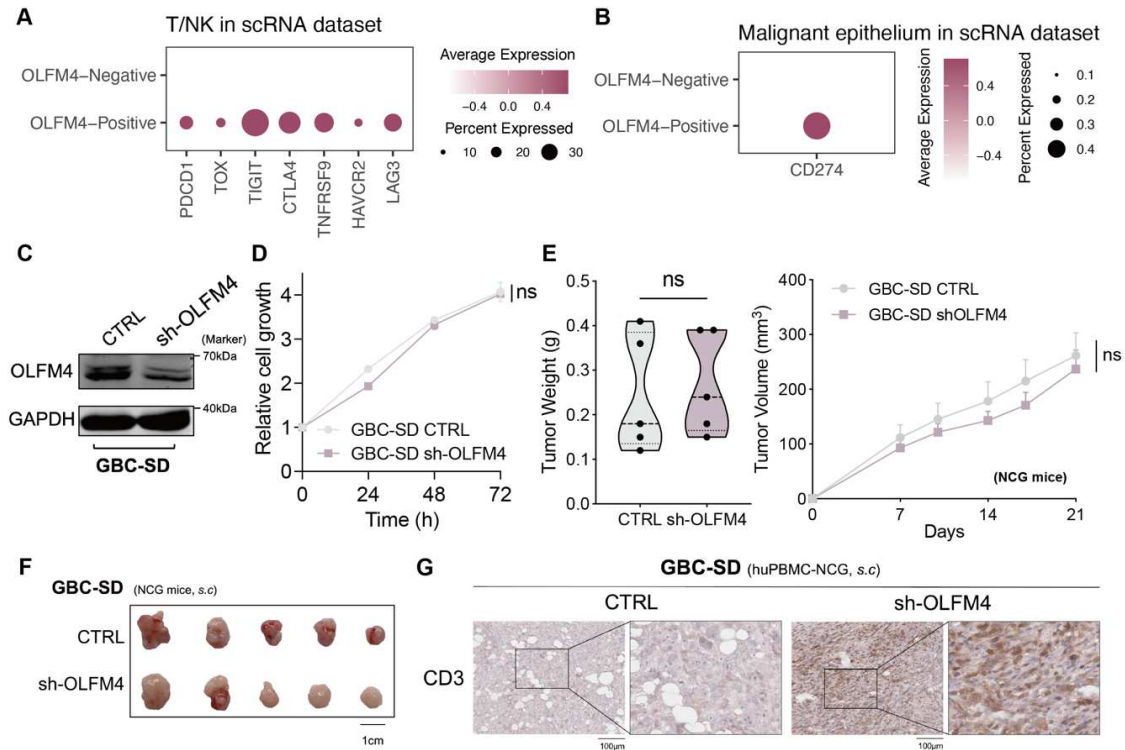 A
T/NK in scRNA dataset
OLFM4–Negative
OLFM4–Positive
PDCD1
TOX
TIGIT
CTLA4
TNFRSF9
HAVCR2
LAG3
Average Expression
−0.4 0.0 0.4
Percent Expressed
10 20 30
B
Malignant epithelium in scRNA dataset
OLFM4–Negative
OLFM4–Positive
CD274
Average Expression
0.4
0.0
−0.4
Percent Expressed
0.1
0.2
0.3
0.4
C
CTRL
sh-OLFM4
(Marker)
OLFM4
70kDa
GAPDH
40kDa
GBC-SD
D
Relative cell growth
4
3
2
1
0
ns
GBC-SD CTRL
GBC-SD sh-OLFM4
0 24 48 72
Time (h)
E
Tumor Weight (g)
0.5
0.4
0.3
0.2
0.1
0.0
ns
CTRL sh-OLFM4
Tumor Volume (mm³)
400
300
200
100
0
GBC-SD CTRL
GBC-SD shOLFM4
ns
(NCG mice)
0 7 14 21
Days
F
GBC-SD (NCG mice, s.c)
CTRL
sh-OLFM4
1cm
G
GBC-SD (huPBMC-NCG, s.c)
CTRL sh-OLFM4
CD3
100μm 100μm